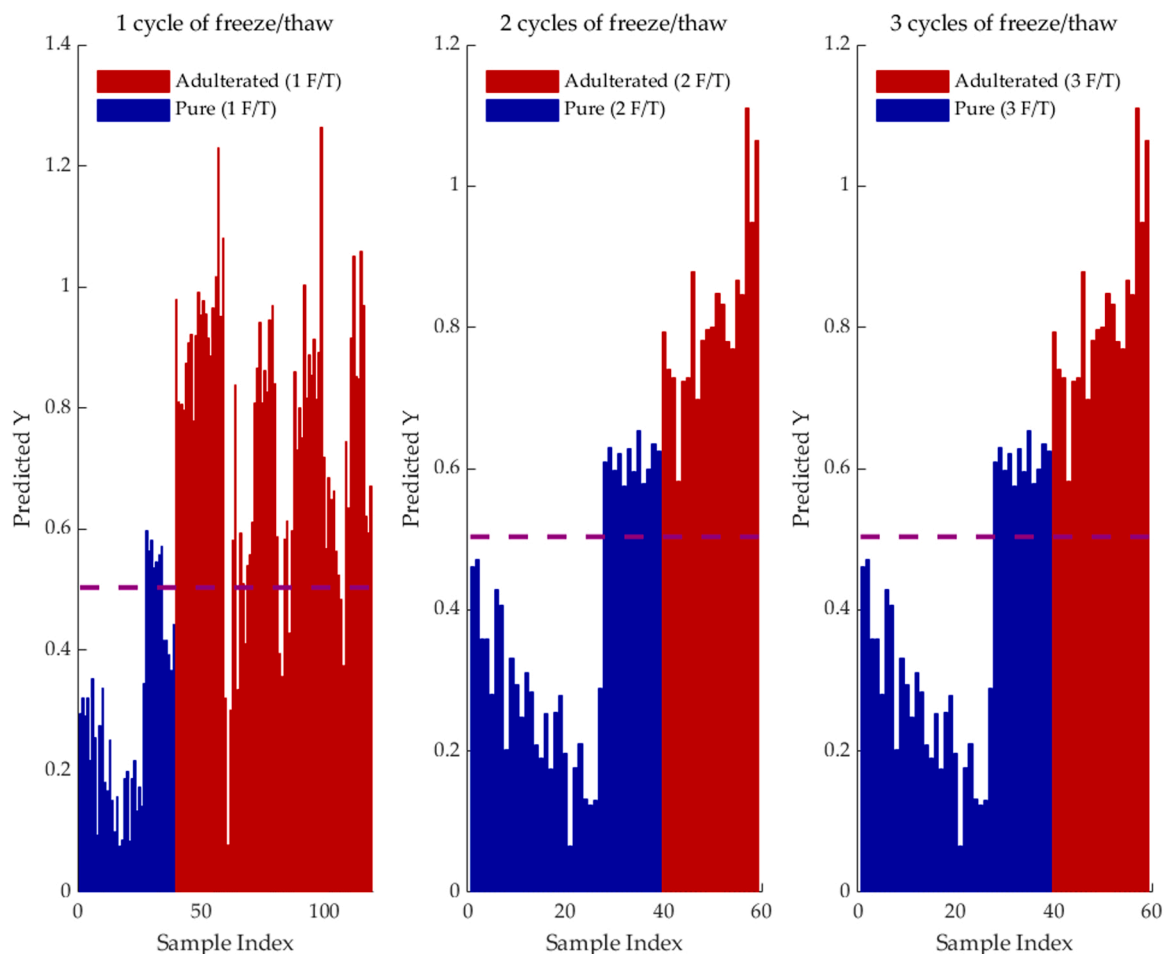 1 cycle of freeze/thaw
1.4
1.2
1
0.8
0.6
0.4
0.2
0
Predicted Y
Adulterated (1 F/T)
Pure (1 F/T)
0 50 100
Sample Index
2 cycles of freeze/thaw
1.2
1
0.8
0.6
0.4
0.2
0
Predicted Y
Adulterated (2 F/T)
Pure (2 F/T)
0 20 40 60
Sample Index
3 cycles of freeze/thaw
1.2
1
0.8
0.6
0.4
0.2
0
Predicted Y
Adulterated (3 F/T)
Pure (3 F/T)
0 20 40 60
Sample Index